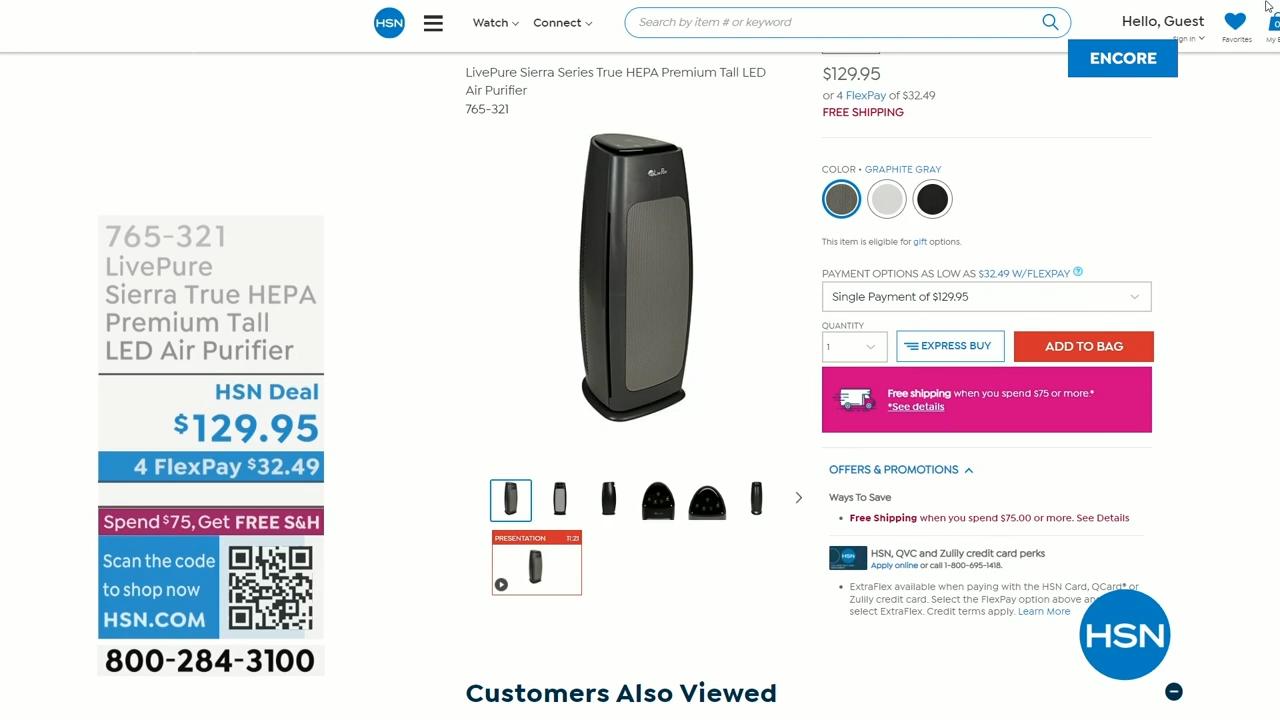 HSN
Watch
Connect
Search by item # or keyword
Hello, Guest
Sign In
Favorites
0
ENCORE
LivePure Sierra Series True HEPA Premium Tall LED
Air Purifier
765-321
$129.95
or 4 FlexPay of $32.49
FREE SHIPPING
COLOR • GRAPHITE GRAY
This item is eligible for gift options.
PAYMENT OPTIONS AS LOW AS $32.49 W/FLEXPAY ?
Single Payment of $129.95
QUANTITY
1
EXPRESS BUY
ADD TO BAG
Free shipping when you spend $75 or more.*
*See details
OFFERS & PROMOTIONS
Ways To Save
• Free Shipping when you spend $75.00 or more. See Details
HSN
HSN, QVC and Zulily credit card perks
Apply online or call 1-800-695-1418.
• ExtraFlex available when paying with the HSN Card, QCard® or
Zulily credit card. Select the FlexPay option above an
select ExtraFlex. Credit terms apply. Learn More
PRESENTATION 11:21
765-321
LivePure
Sierra True HEPA
Premium Tall
LED Air Purifier
HSN Deal
$129.95
4 FlexPay $32.49
Spend $75, Get FREE S&H
Scan the code
to shop now
HSN.COM
800-284-3100
HSN
Customers Also Viewed